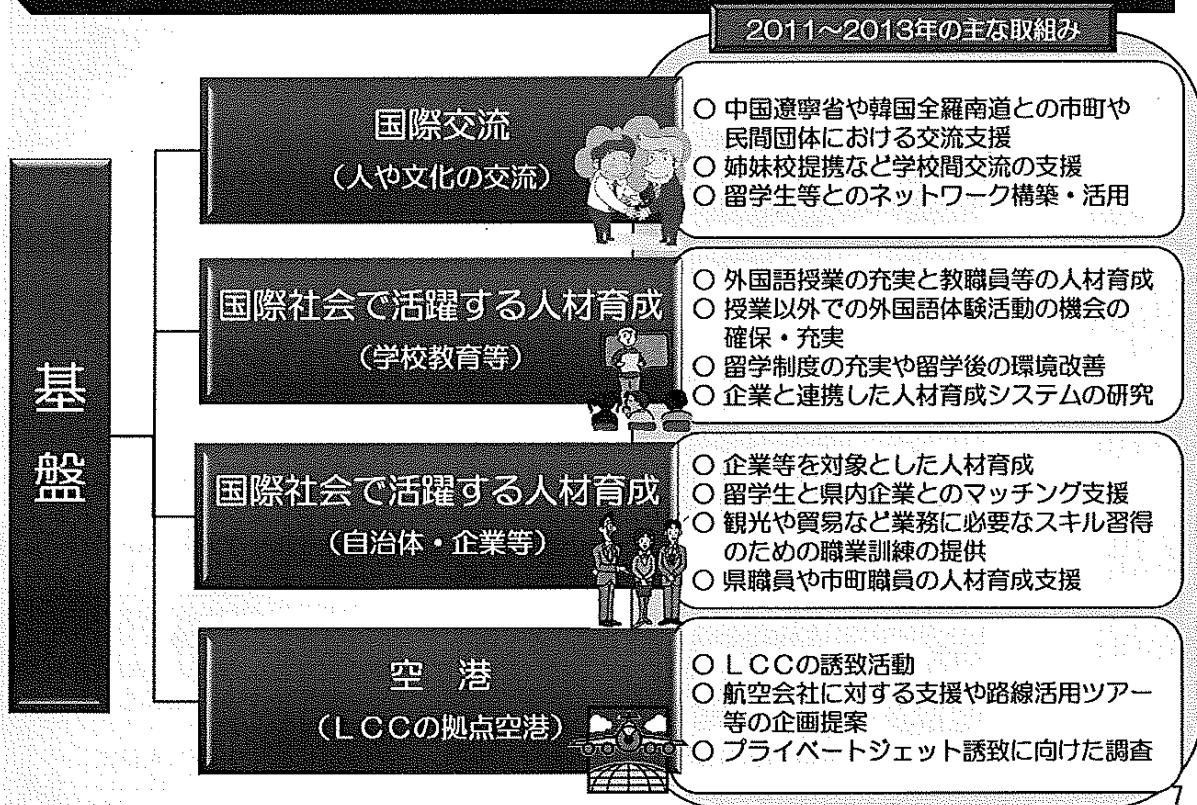 2011～2013年の主な取組み
基盤
国際交流
（人や文化の交流）
○ 中国遼寧省や韓国全羅南道との市町や
民間団体における交流支援
○ 姉妹校提携など学校間交流の支援
○ 留学生等とのネットワーク構築・活用
国際社会で活躍する人材育成
（学校教育等）
○ 外国語授業の充実と教職員等の人材育成
○ 授業以外での外国語体験活動の機会の
確保・充実
○ 留学制度の充実や留学後の環境改善
○ 企業と連携した人材育成システムの研究
国際社会で活躍する人材育成
（自治体・企業等）
○ 企業等を対象とした人材育成
○ 留学生と県内企業とのマッチング支援
○ 観光や貿易など業務に必要なスキル習得
のための職業訓練の提供
○ 県職員や市町職員の人材育成支援
空 港
（ＬＣＣの拠点空港）
○ ＬＣＣの誘致活動
○ 航空会社に対する支援や路線活用ツアー
等の企画提案
○ プライベートジェット誘致に向けた調査
7